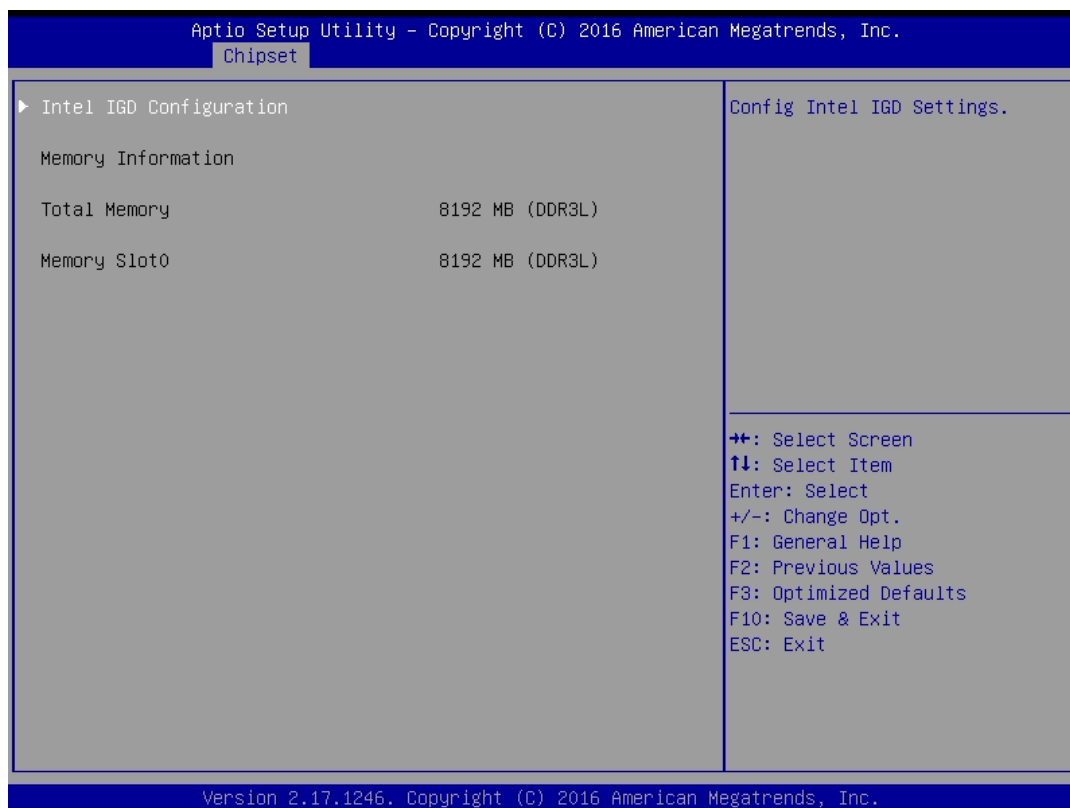 Aptio Setup Utility – Copyright (C) 2016 American Megatrends, Inc.
Chipset
▶ Intel IGD Configuration
Memory Information
Total Memory 8192 MB (DDR3L)
Memory Slot0 8192 MB (DDR3L)
Config Intel IGD Settings.
→←: Select Screen
↑↓: Select Item
Enter: Select
+/-: Change Opt.
F1: General Help
F2: Previous Values
F3: Optimized Defaults
F10: Save & Exit
ESC: Exit
Version 2.17.1246. Copyright (C) 2016 American Megatrends, Inc.